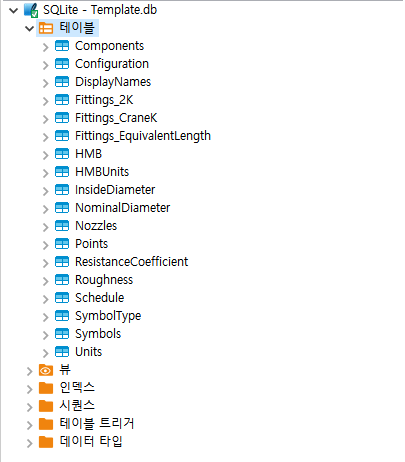 SQLite - Template.db
테이블
Components
Configuration
DisplayNames
Fittings_2K
Fittings_CraneK
Fittings_EquivalentLength
HMB
HMBUnits
InsideDiameter
NominalDiameter
Nozzles
Points
ResistanceCoefficient
Roughness
Schedule
SymbolType
Symbols
Units
뷰
인덱스
시퀀스
테이블 트리거
데이터 타입